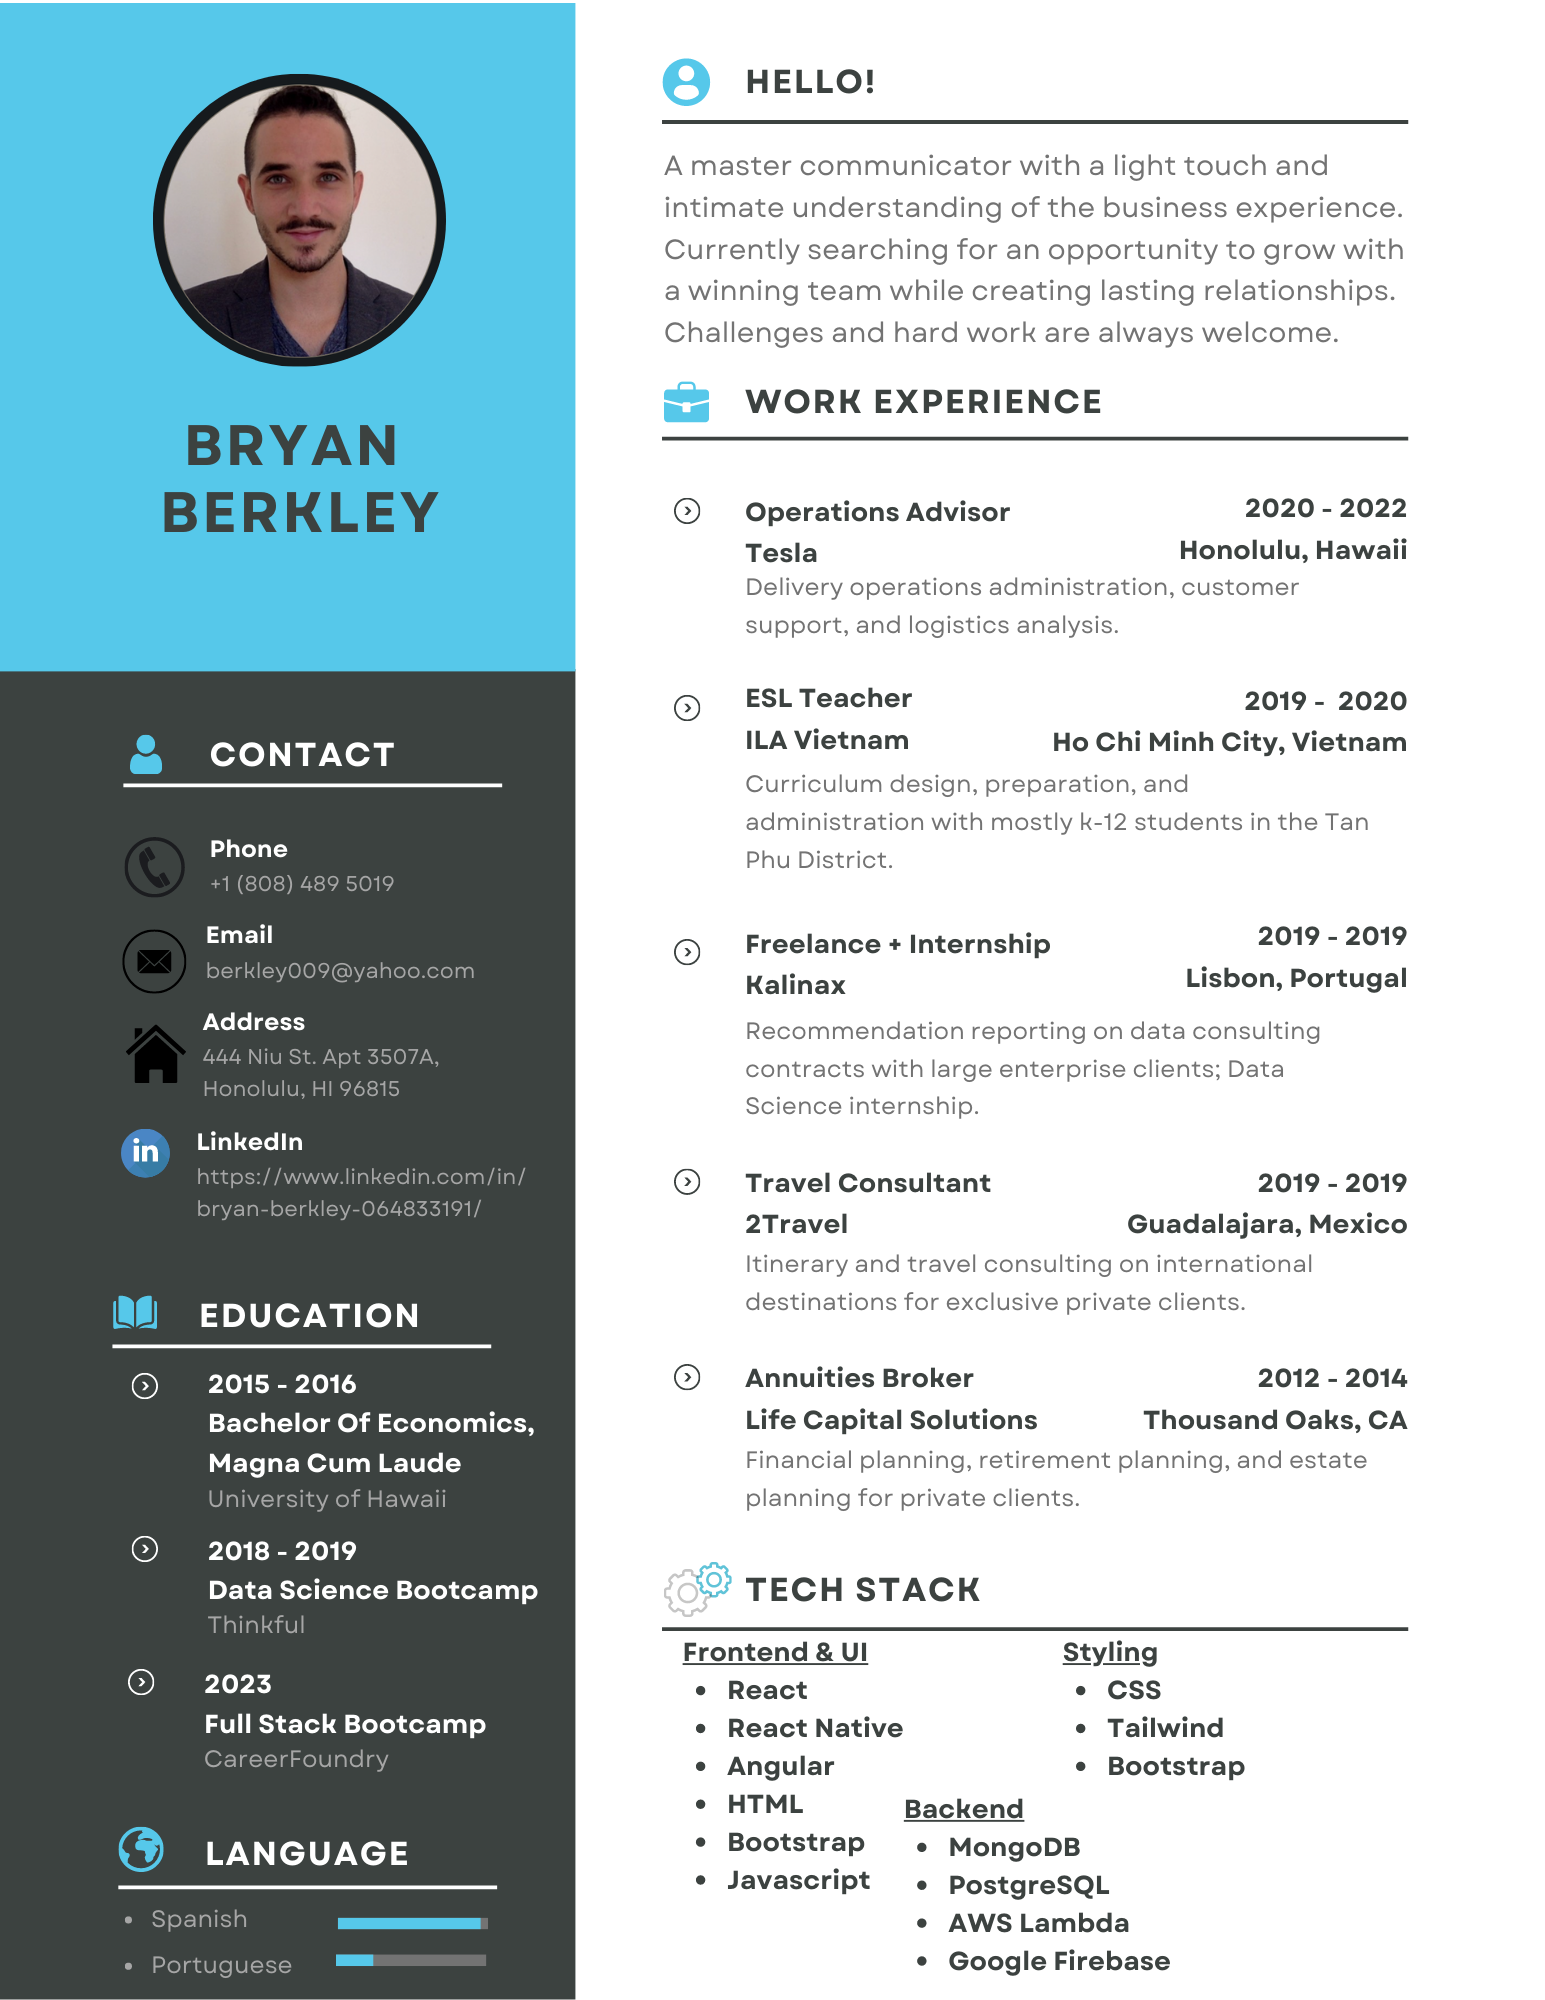 BRYAN
BERKLEY
CONTACT
Phone
+1 (808) 489 5019
Email
berkley009@yahoo.com
Address
444 Niu St. Apt 3507A,
Honolulu, HI 96815
in
LinkedIn
https://www.linkedin.com/in/
bryan-berkley-064833191/
EDUCATION
2015 - 2016
Bachelor Of Economics,
Magna Cum Laude
University of Hawaii
2018 - 2019
Data Science Bootcamp
Thinkful
2023
Full Stack Bootcamp
CareerFoundry
LANGUAGE
• Spanish
• Portuguese
HELLO!
A master communicator with a light touch and
intimate understanding of the business experience.
Currently searching for an opportunity to grow with
a winning team while creating lasting relationships.
Challenges and hard work are always welcome.
WORK EXPERIENCE
Operations Advisor 2020 - 2022
Tesla Honolulu, Hawaii
Delivery operations administration, customer
support, and logistics analysis.
ESL Teacher 2019 - 2020
ILA Vietnam Ho Chi Minh City, Vietnam
Curriculum design, preparation, and
administration with mostly k-12 students in the Tan
Phu District.
Freelance + Internship 2019 - 2019
Kalinax Lisbon, Portugal
Recommendation reporting on data consulting
contracts with large enterprise clients; Data
Science internship.
Travel Consultant 2019 - 2019
2Travel Guadalajara, Mexico
Itinerary and travel consulting on international
destinations for exclusive private clients.
Annuities Broker 2012 - 2014
Life Capital Solutions Thousand Oaks, CA
Financial planning, retirement planning, and estate
planning for private clients.
TECH STACK
Frontend & UI
• React
• React Native
• Angular
• HTML
• Bootstrap
• Javascript
Styling
• CSS
• Tailwind
• Bootstrap
Backend
• MongoDB
• PostgreSQL
• AWS Lambda
• Google Firebase